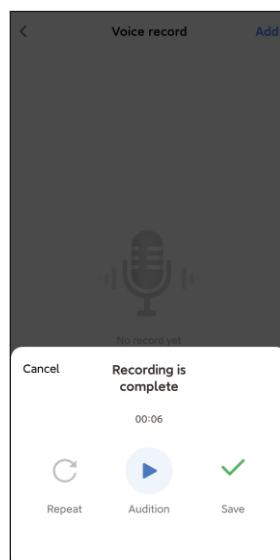 Voice record Add
No record yet
Cancel Recording is
complete
00:06
Repeat Audition Save